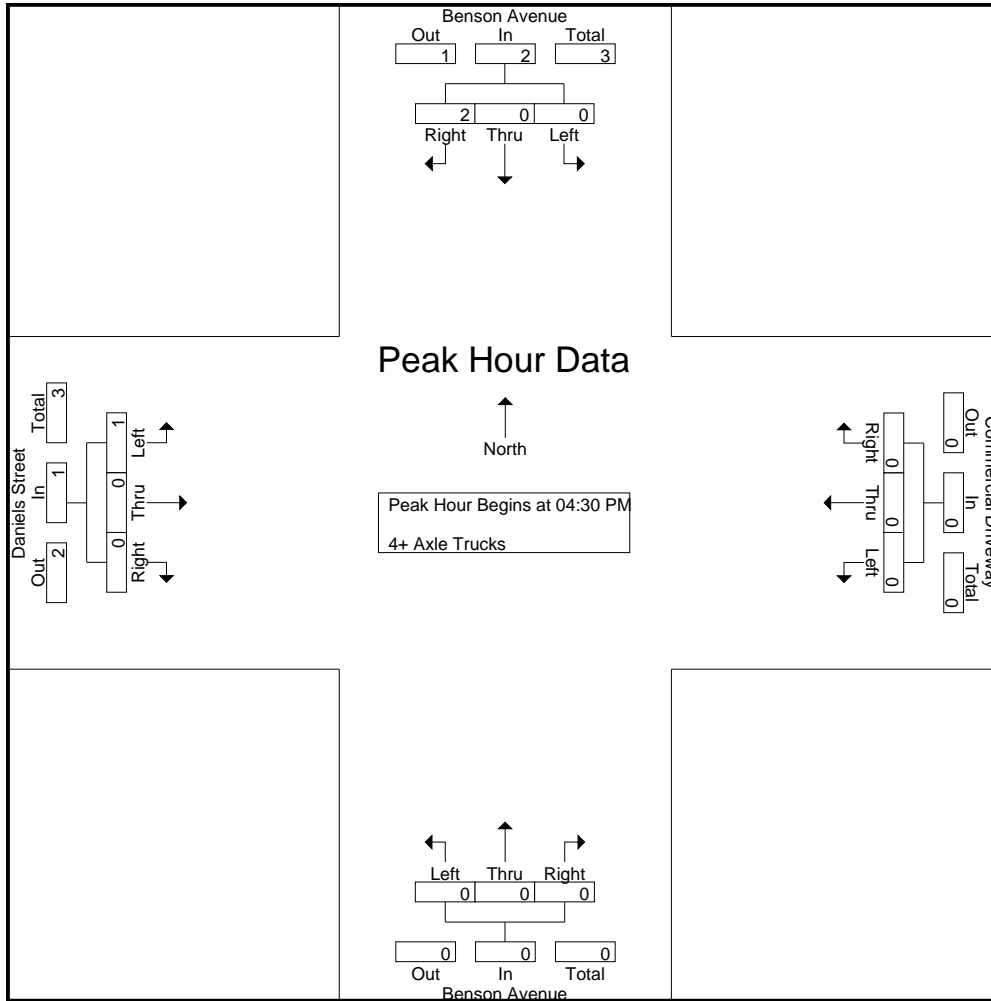 Benson Avenue
Out In Total
1 2 3
2 0 0
Right Thru Left
Peak Hour Data
North
Peak Hour Begins at 04:30 PM
4+ Axle Trucks
Daniels Street
Out In Total
2 1 3
Left Thru Right
1 0 0
Commercial Driveway
Out In Total
0 0 0
Right Thru Left
0 0 0
Left Thru Right
0 0 0
0 0 0
Out In Total
Benson Avenue